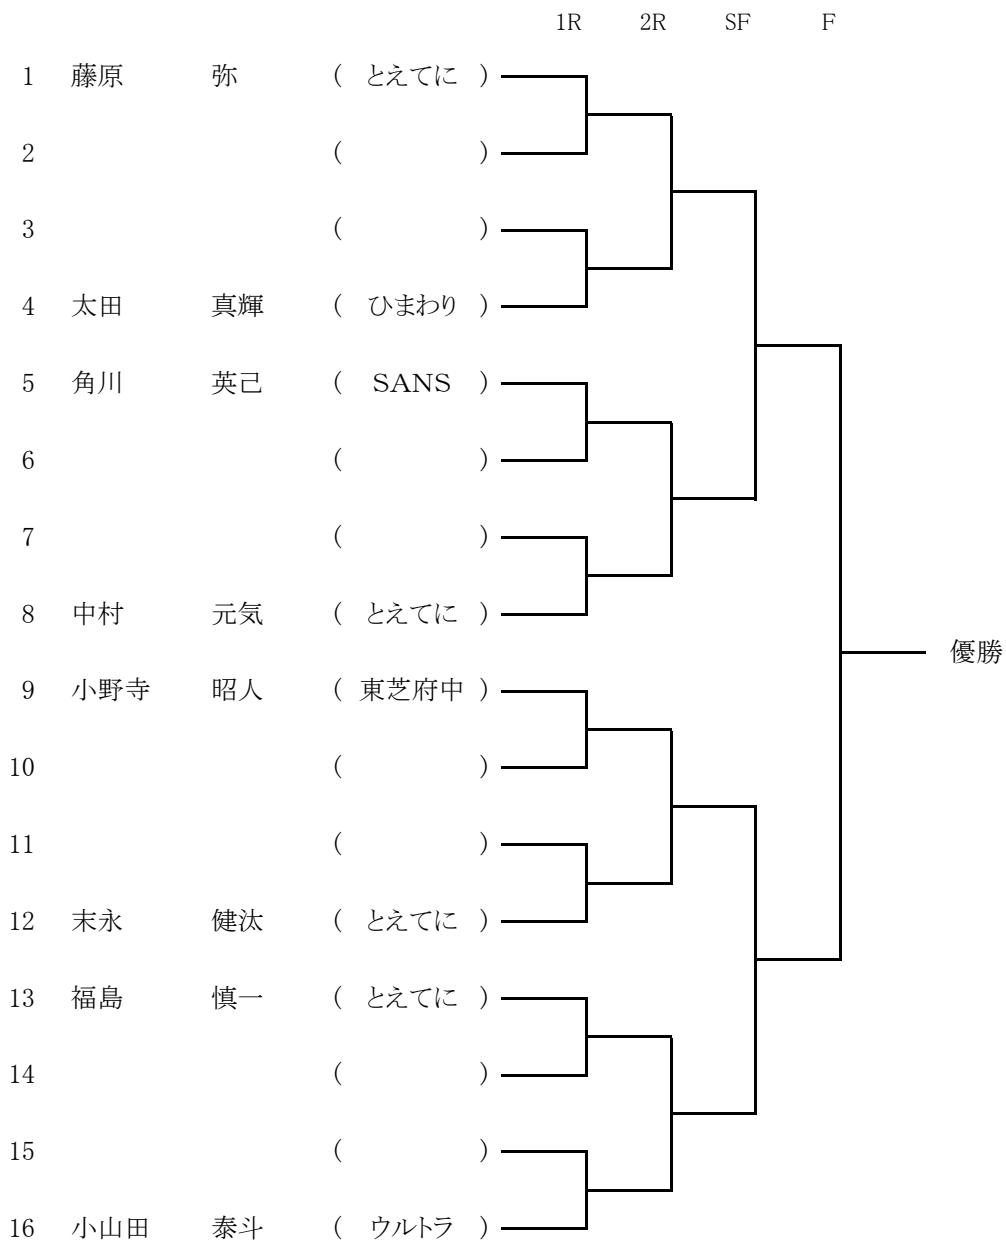 1R 2R SF F
1 藤原 弥 ( とえてに )
2 ( )
3 ( )
4 太田 真輝 ( ひまわり )
5 角川 英己 ( SANS )
6 ( )
7 ( )
8 中村 元気 ( とえてに )
優勝
9 小野寺 昭人 ( 東芝府中 )
10 ( )
11 ( )
12 末永 健汰 ( とえてに )
13 福島 慎一 ( とえてに )
14 ( )
15 ( )
16 小山田 泰斗 ( ウルトラ )